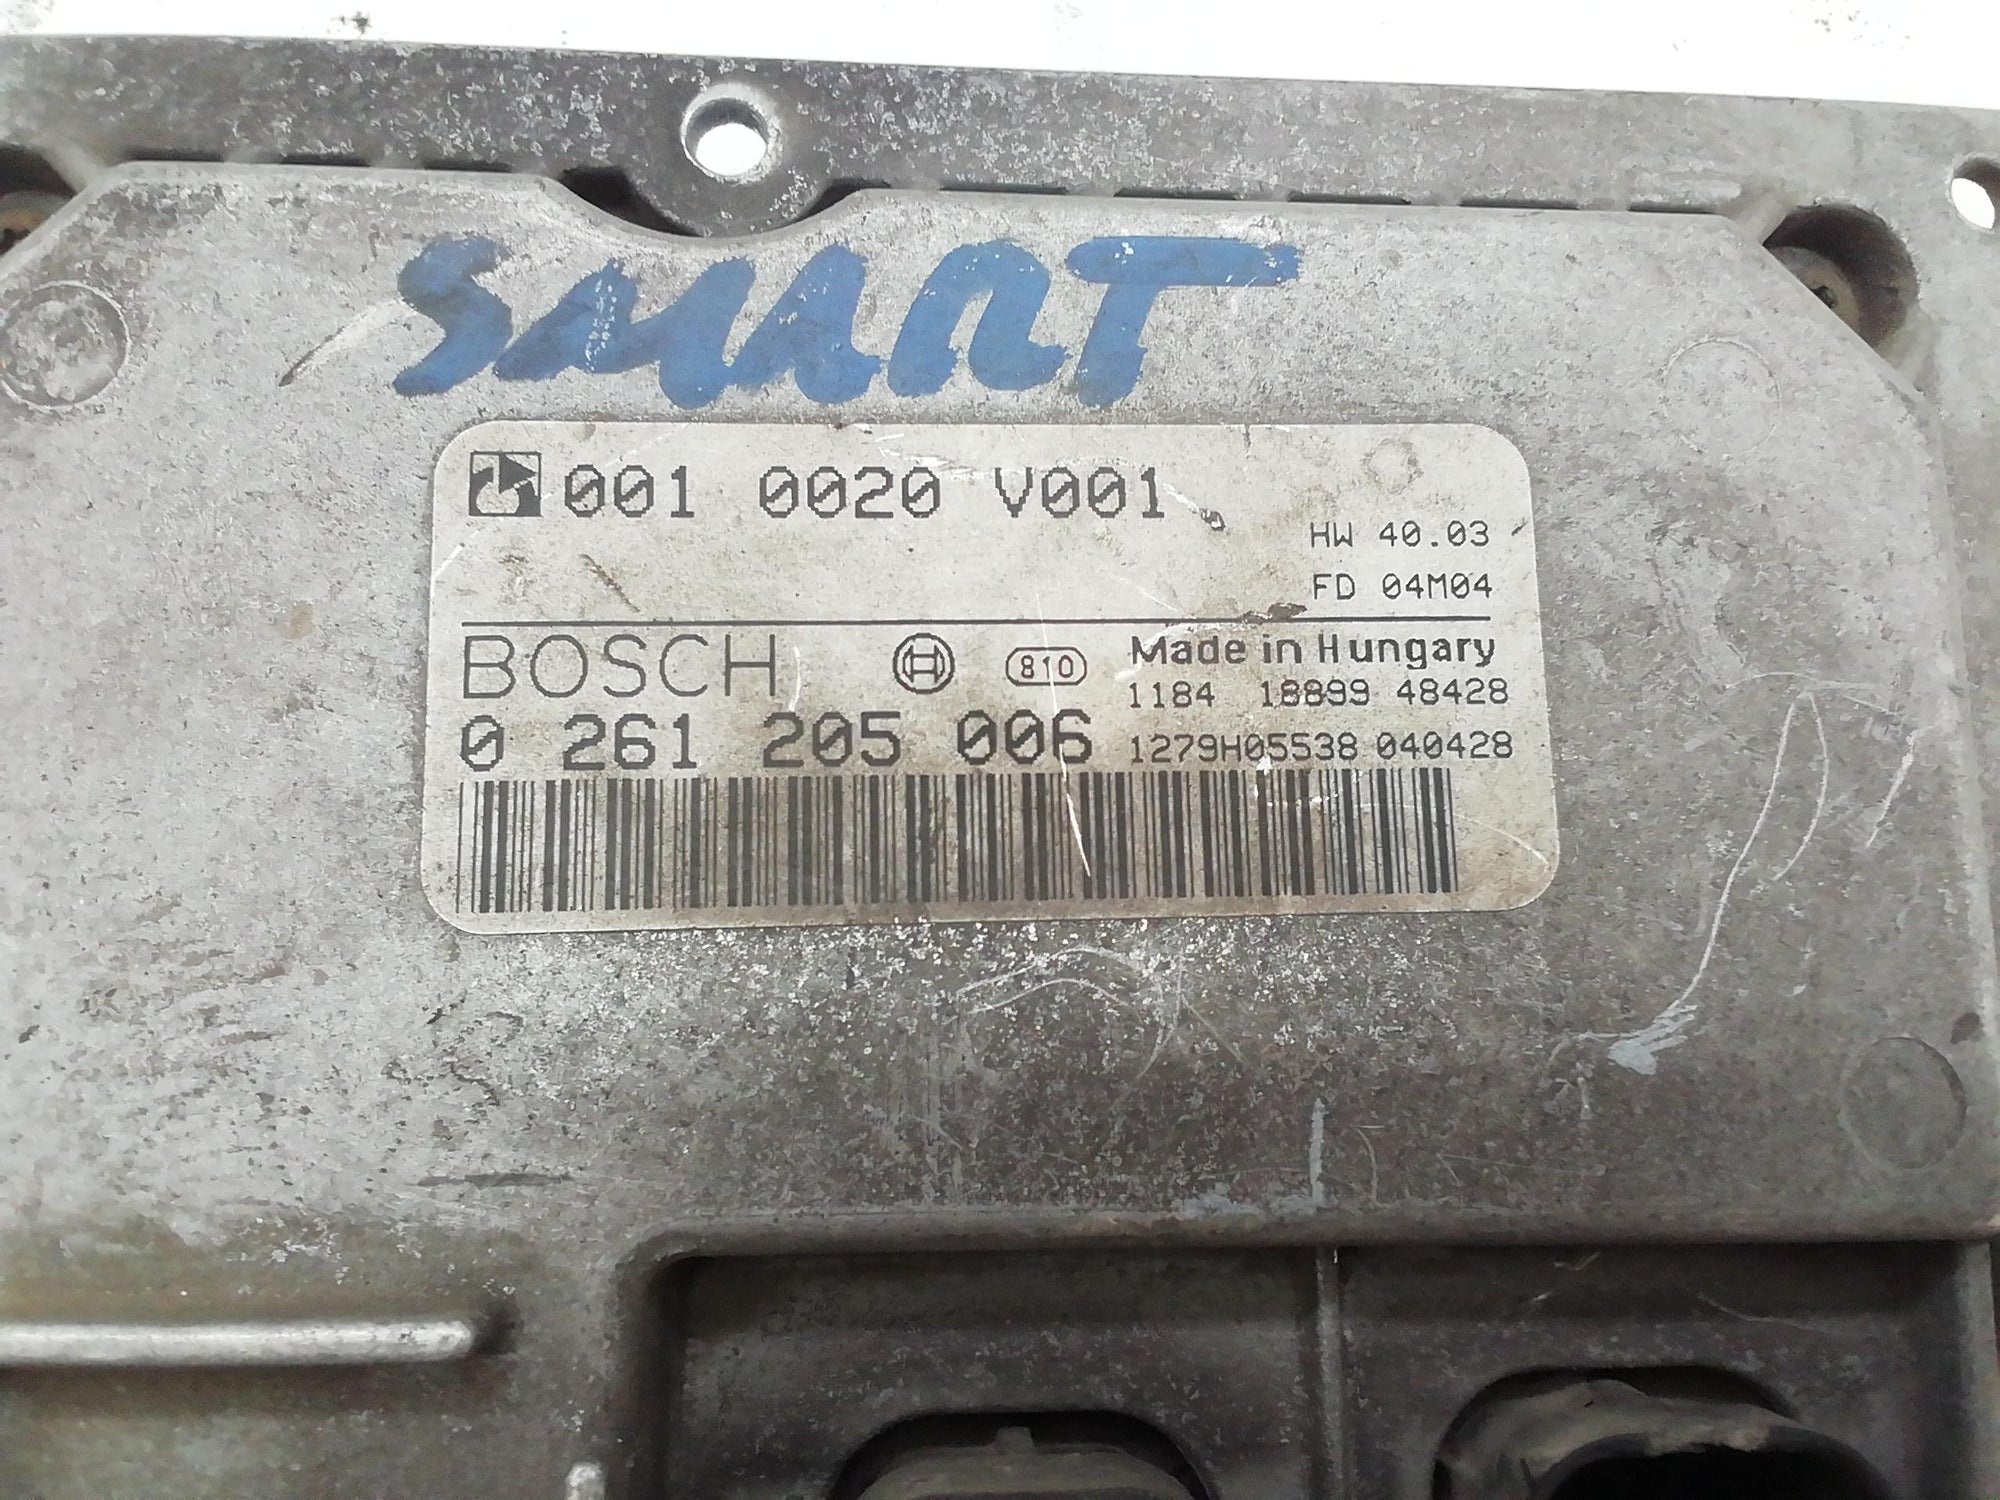 SMART
001 0020 V001
HW 40.03
FD 04M04
BOSCH 810 Made in Hungary
1184 18899 48428
0 261 205 006 1279H05538 040428